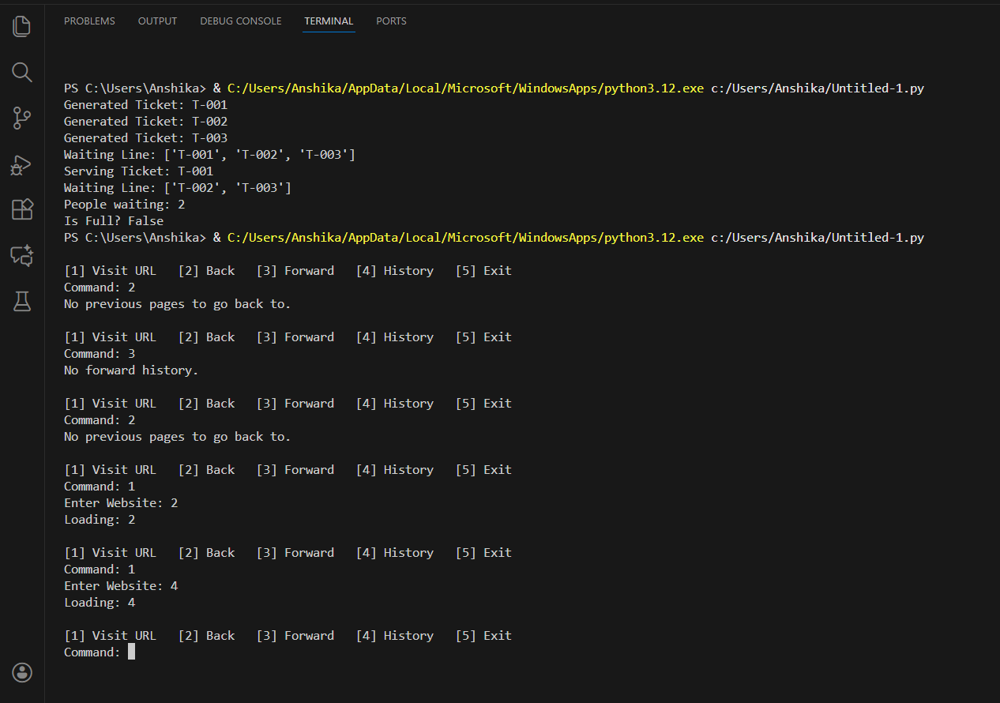 PROBLEMS OUTPUT DEBUG CONSOLE TERMINAL PORTS
PS C:\Users\Anshika> & C:/Users/Anshika/AppData/Local/Microsoft/WindowsApps/python3.12.exe c:/Users/Anshika/Untitled-1.py
Generated Ticket: T-001
Generated Ticket: T-002
Generated Ticket: T-003
Waiting Line: ['T-001', 'T-002', 'T-003']
Serving Ticket: T-001
Waiting Line: ['T-002', 'T-003']
People waiting: 2
Is Full? False
PS C:\Users\Anshika> & C:/Users/Anshika/AppData/Local/Microsoft/WindowsApps/python3.12.exe c:/Users/Anshika/Untitled-1.py
[1] Visit URL [2] Back [3] Forward [4] History [5] Exit
Command: 2
No previous pages to go back to.
[1] Visit URL [2] Back [3] Forward [4] History [5] Exit
Command: 3
No forward history.
[1] Visit URL [2] Back [3] Forward [4] History [5] Exit
Command: 2
No previous pages to go back to.
[1] Visit URL [2] Back [3] Forward [4] History [5] Exit
Command: 1
Enter Website: 2
Loading: 2
[1] Visit URL [2] Back [3] Forward [4] History [5] Exit
Command: 1
Enter Website: 4
Loading: 4
[1] Visit URL [2] Back [3] Forward [4] History [5] Exit
Command: